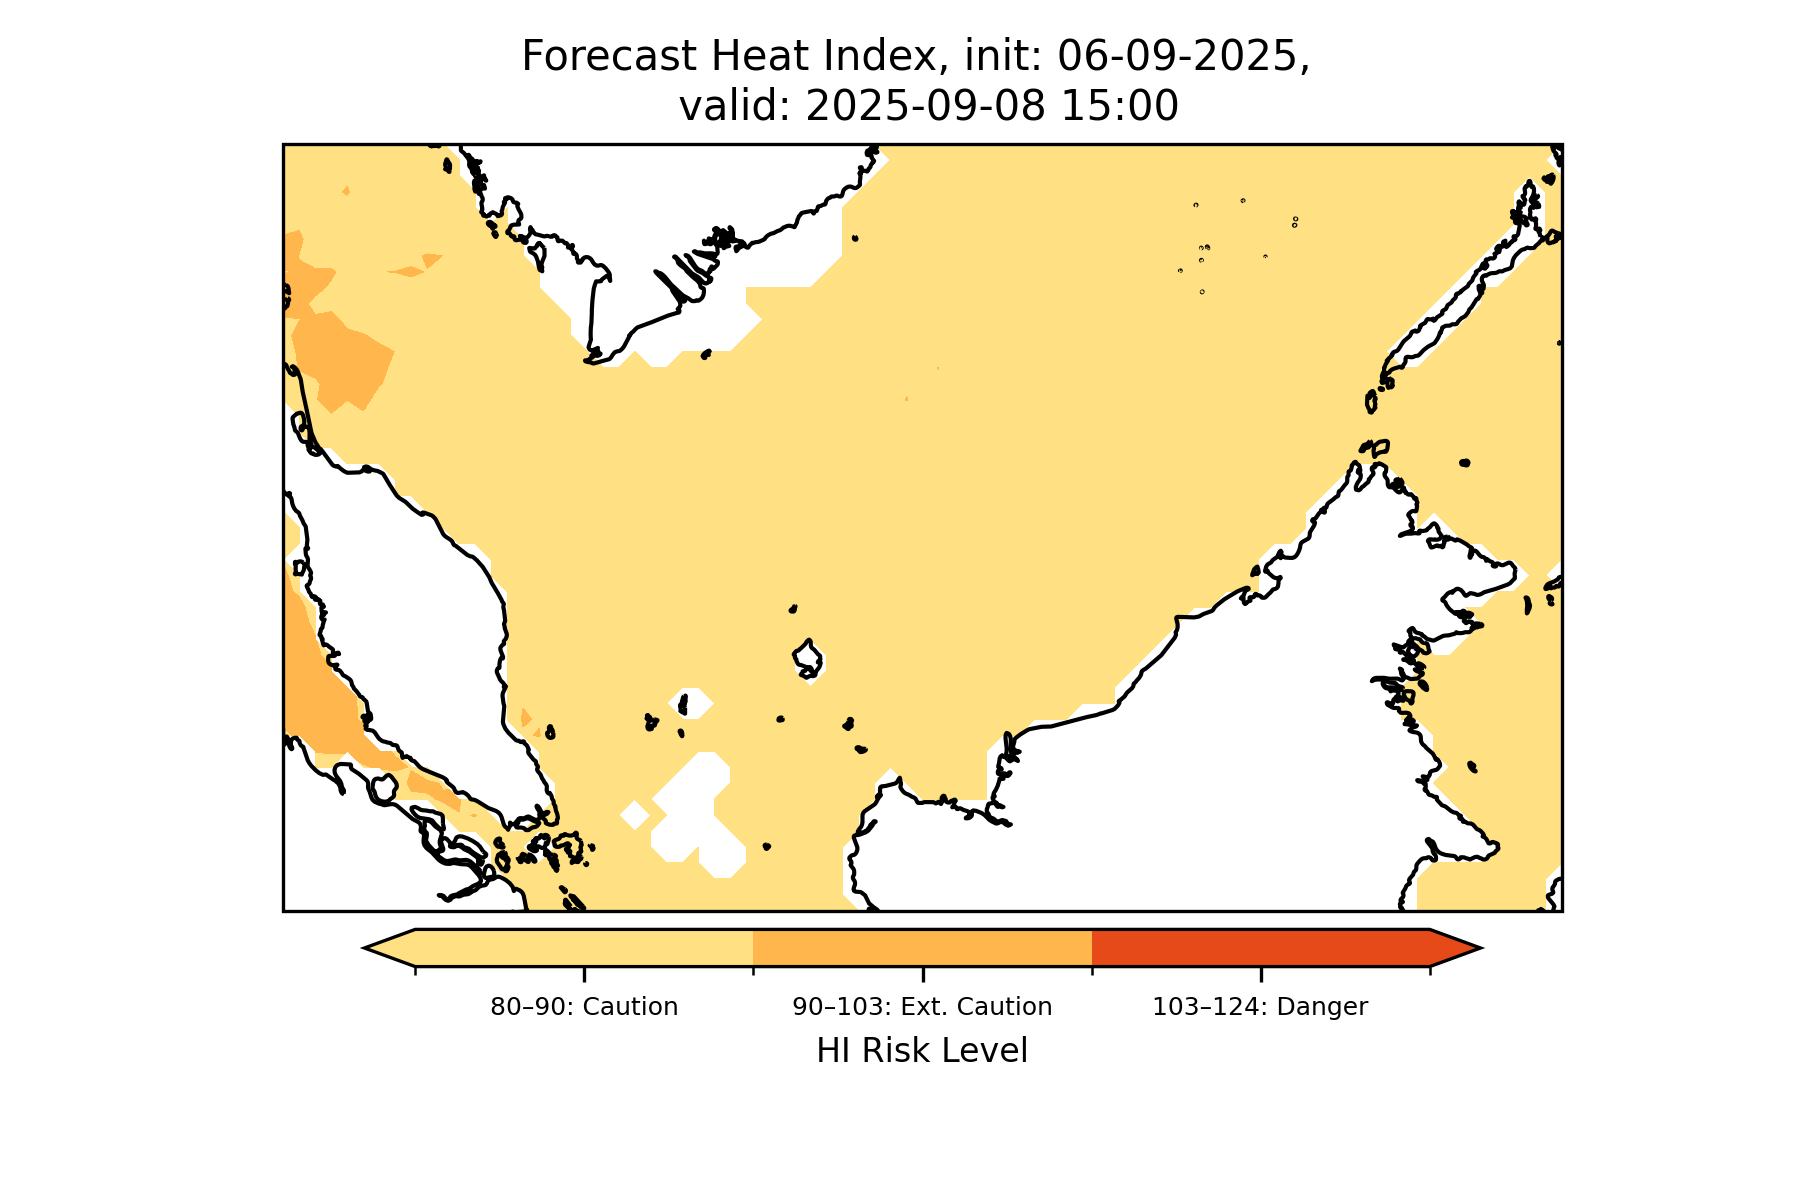 Forecast Heat Index, init: 06-09-2025,
valid: 2025-09-08 15:00
80–90: Caution
90–103: Ext. Caution
103–124: Danger
HI Risk Level